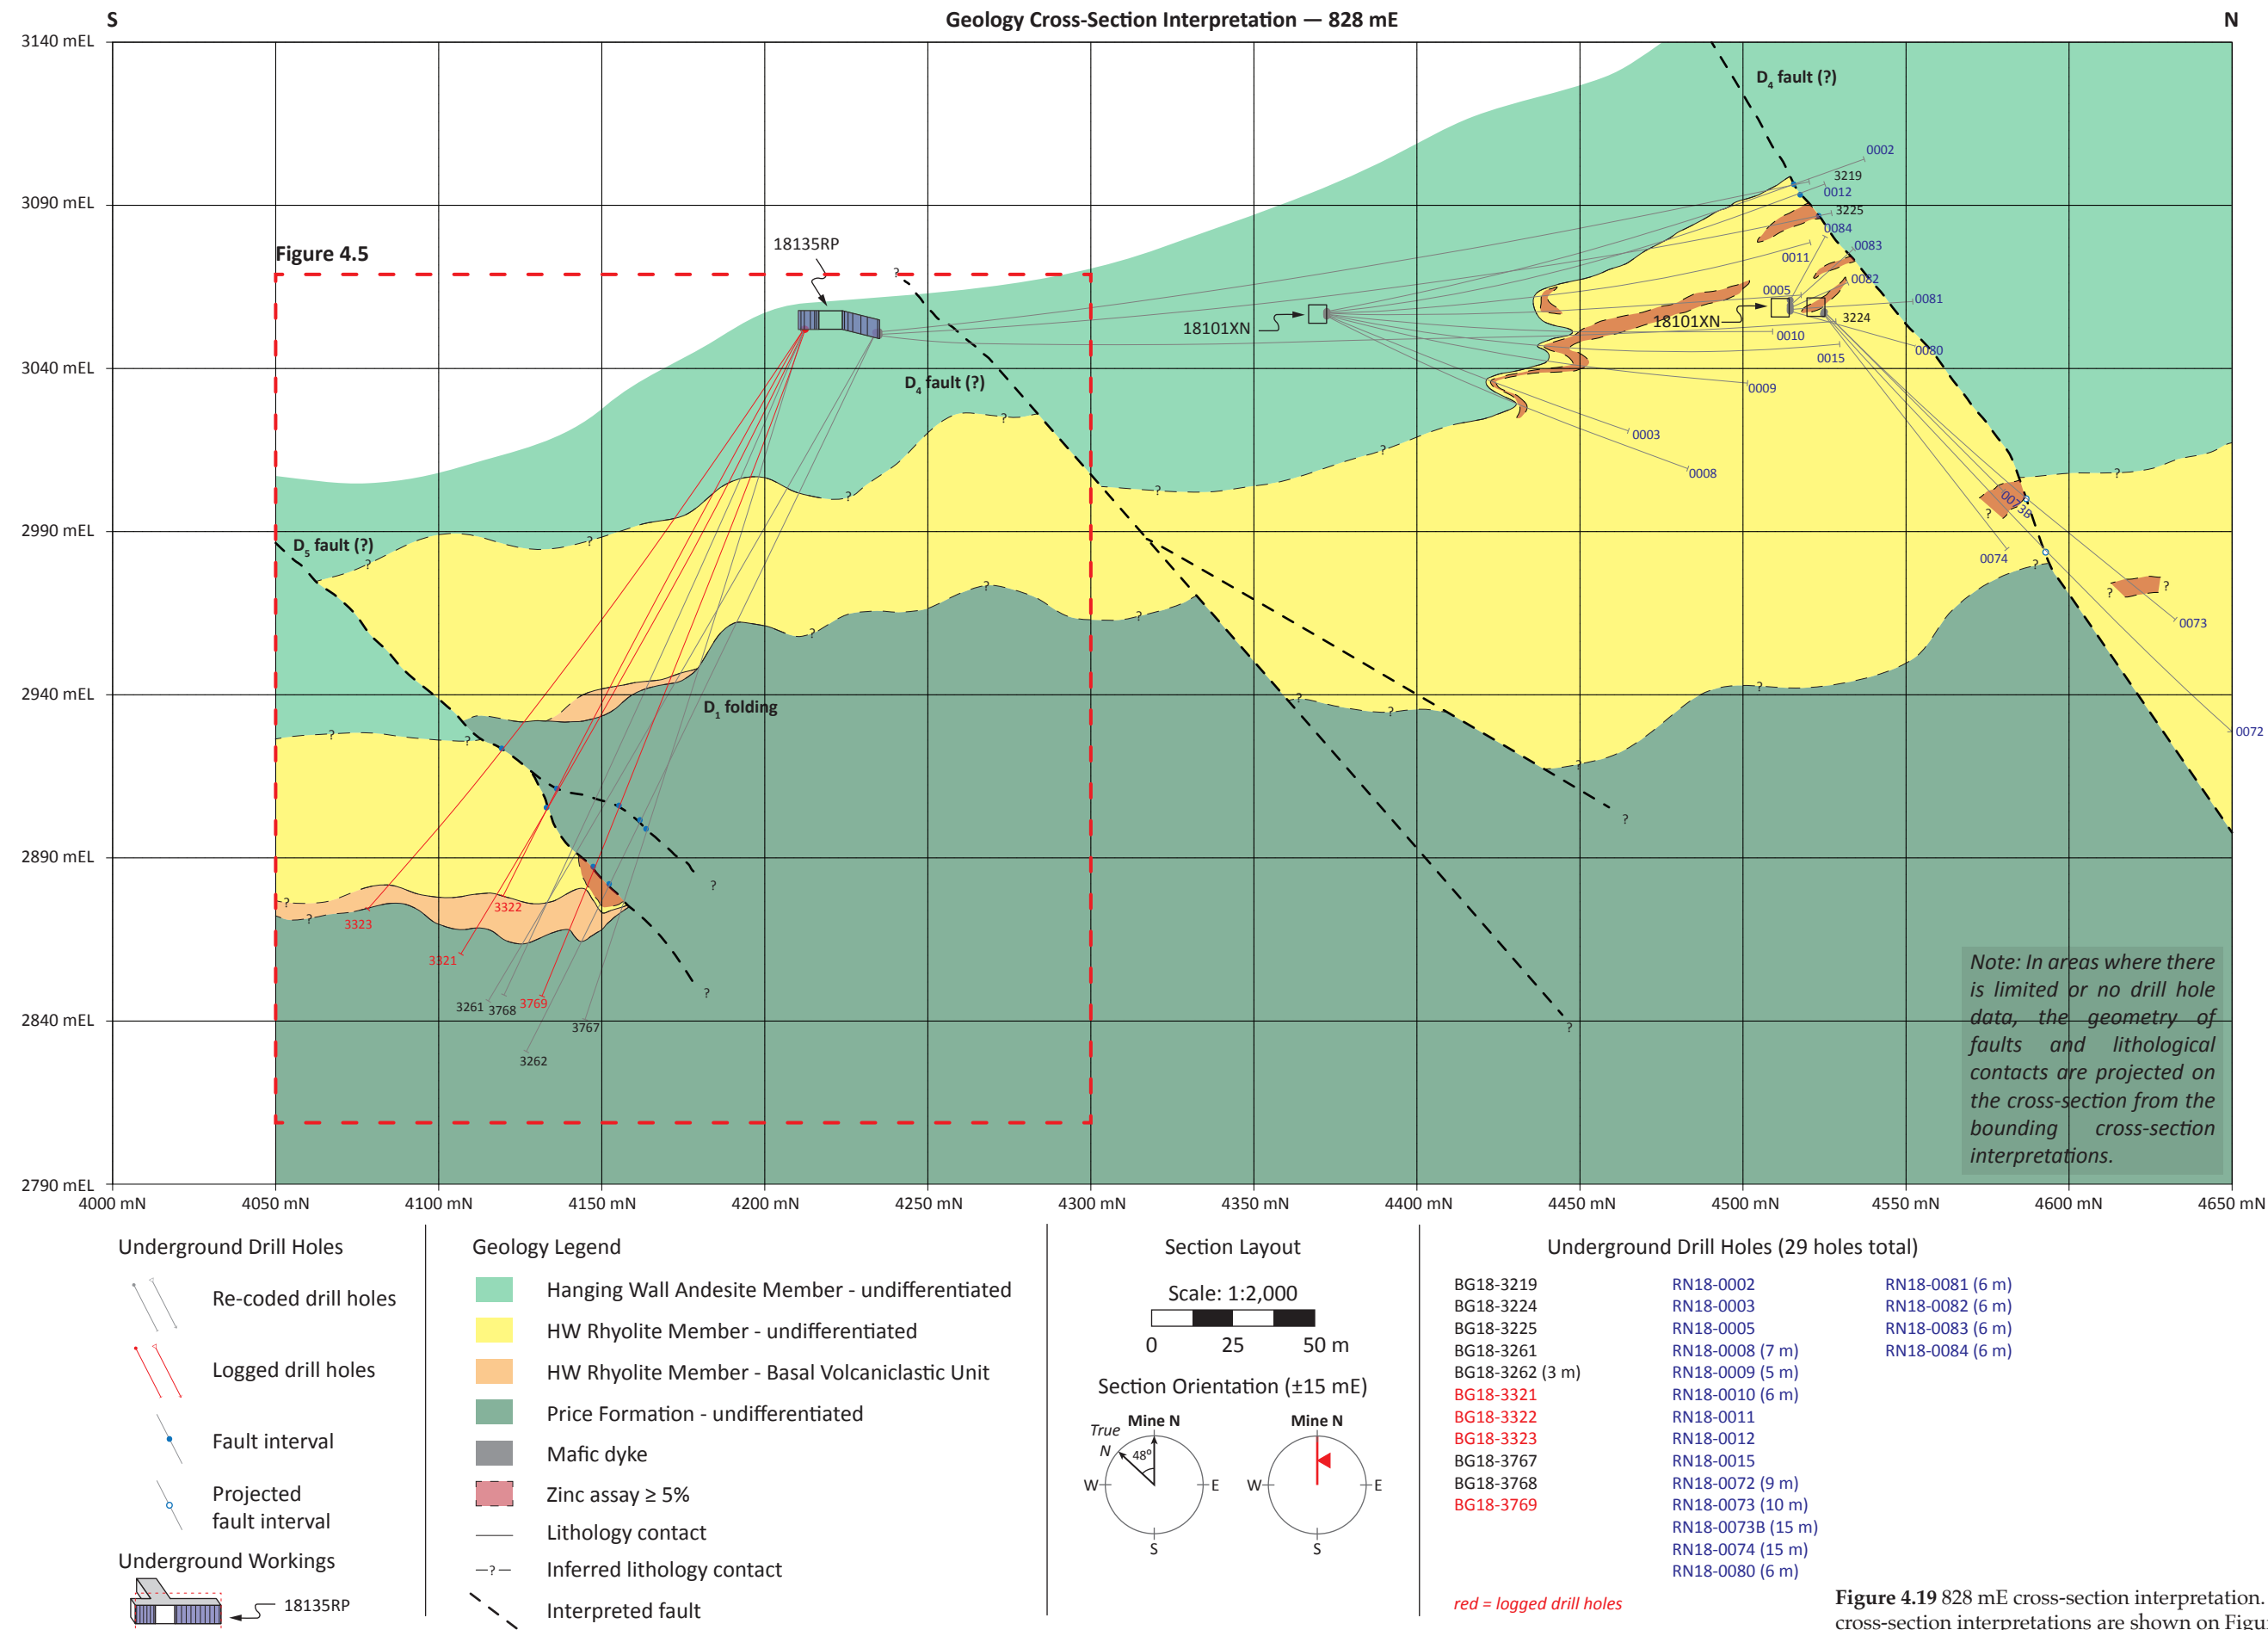 S
Geology Cross-Section Interpretation — 828 mE
N
3140 mEL
3090 mEL
3040 mEL
2990 mEL
2940 mEL
2890 mEL
2840 mEL
2790 mEL
4000 mN
4050 mN
4100 mN
4150 mN
4200 mN
4250 mN
4300 mN
4350 mN
4400 mN
4450 mN
4500 mN
4550 mN
4600 mN
4650 mN
D4 fault (?)
0002
3219
0012
3225
0084
0083
0011
0082
0005
0081
3224
0010
0080
0015
0009
0003
0008
18101XN
18101XN
Figure 4.5
18135RP
?
D4 fault (?)
?
?
?
?
?
?
D5 fault (?)
?
?
?
?
?
D1 folding
?
?
?
?
?
?
?
?
?
?
0073B
?
0074
?
?
?
0073
0072
?
?
3323
3322
3321
3261
3768
3769
3767
3262
Note: In areas where there
is limited or no drill hole
data, the geometry of
faults and lithological
contacts are projected on
the cross-section from the
bounding cross-section
interpretations.
Underground Drill Holes
Re-coded drill holes
Logged drill holes
Fault interval
Projected
fault interval
Underground Workings
18135RP
Geology Legend
Hanging Wall Andesite Member - undifferentiated
HW Rhyolite Member - undifferentiated
HW Rhyolite Member - Basal Volcaniclastic Unit
Price Formation - undifferentiated
Mafic dyke
Zinc assay ≥ 5%
Lithology contact
—?— Inferred lithology contact
Interpreted fault
Section Layout
Scale: 1:2,000
0 25 50 m
Section Orientation (±15 mE)
Mine N
True
N
48°
W
E
S
Mine N
W
E
S
Underground Drill Holes (29 holes total)
BG18-3219
BG18-3224
BG18-3225
BG18-3261
BG18-3262 (3 m)
BG18-3321
BG18-3322
BG18-3323
BG18-3767
BG18-3768
BG18-3769
RN18-0002
RN18-0003
RN18-0005
RN18-0008 (7 m)
RN18-0009 (5 m)
RN18-0010 (6 m)
RN18-0011
RN18-0012
RN18-0015
RN18-0072 (9 m)
RN18-0073 (10 m)
RN18-0073B (15 m)
RN18-0074 (15 m)
RN18-0080 (6 m)
RN18-0081 (6 m)
RN18-0082 (6 m)
RN18-0083 (6 m)
RN18-0084 (6 m)
red = logged drill holes
Figure 4.19 828 mE cross-section interpretation.
cross-section interpretations are shown on Figu